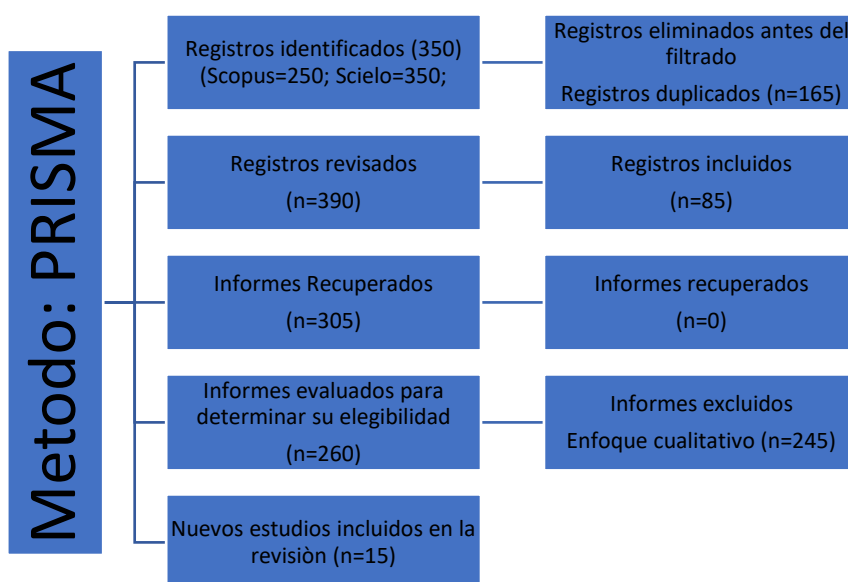 Metodo: PRISMA
Registros identificados (350)
(Scopus=250; Scielo=350;
Registros eliminados antes del
filtrado
Registros duplicados (n=165)
Registros revisados
(n=390)
Registros incluidos
(n=85)
Informes Recuperados
(n=305)
Informes recuperados
(n=0)
Informes evaluados para
determinar su elegibilidad
(n=260)
Informes excluidos
Enfoque cualitativo (n=245)
Nuevos estudios incluidos en la
revisiòn (n=15)